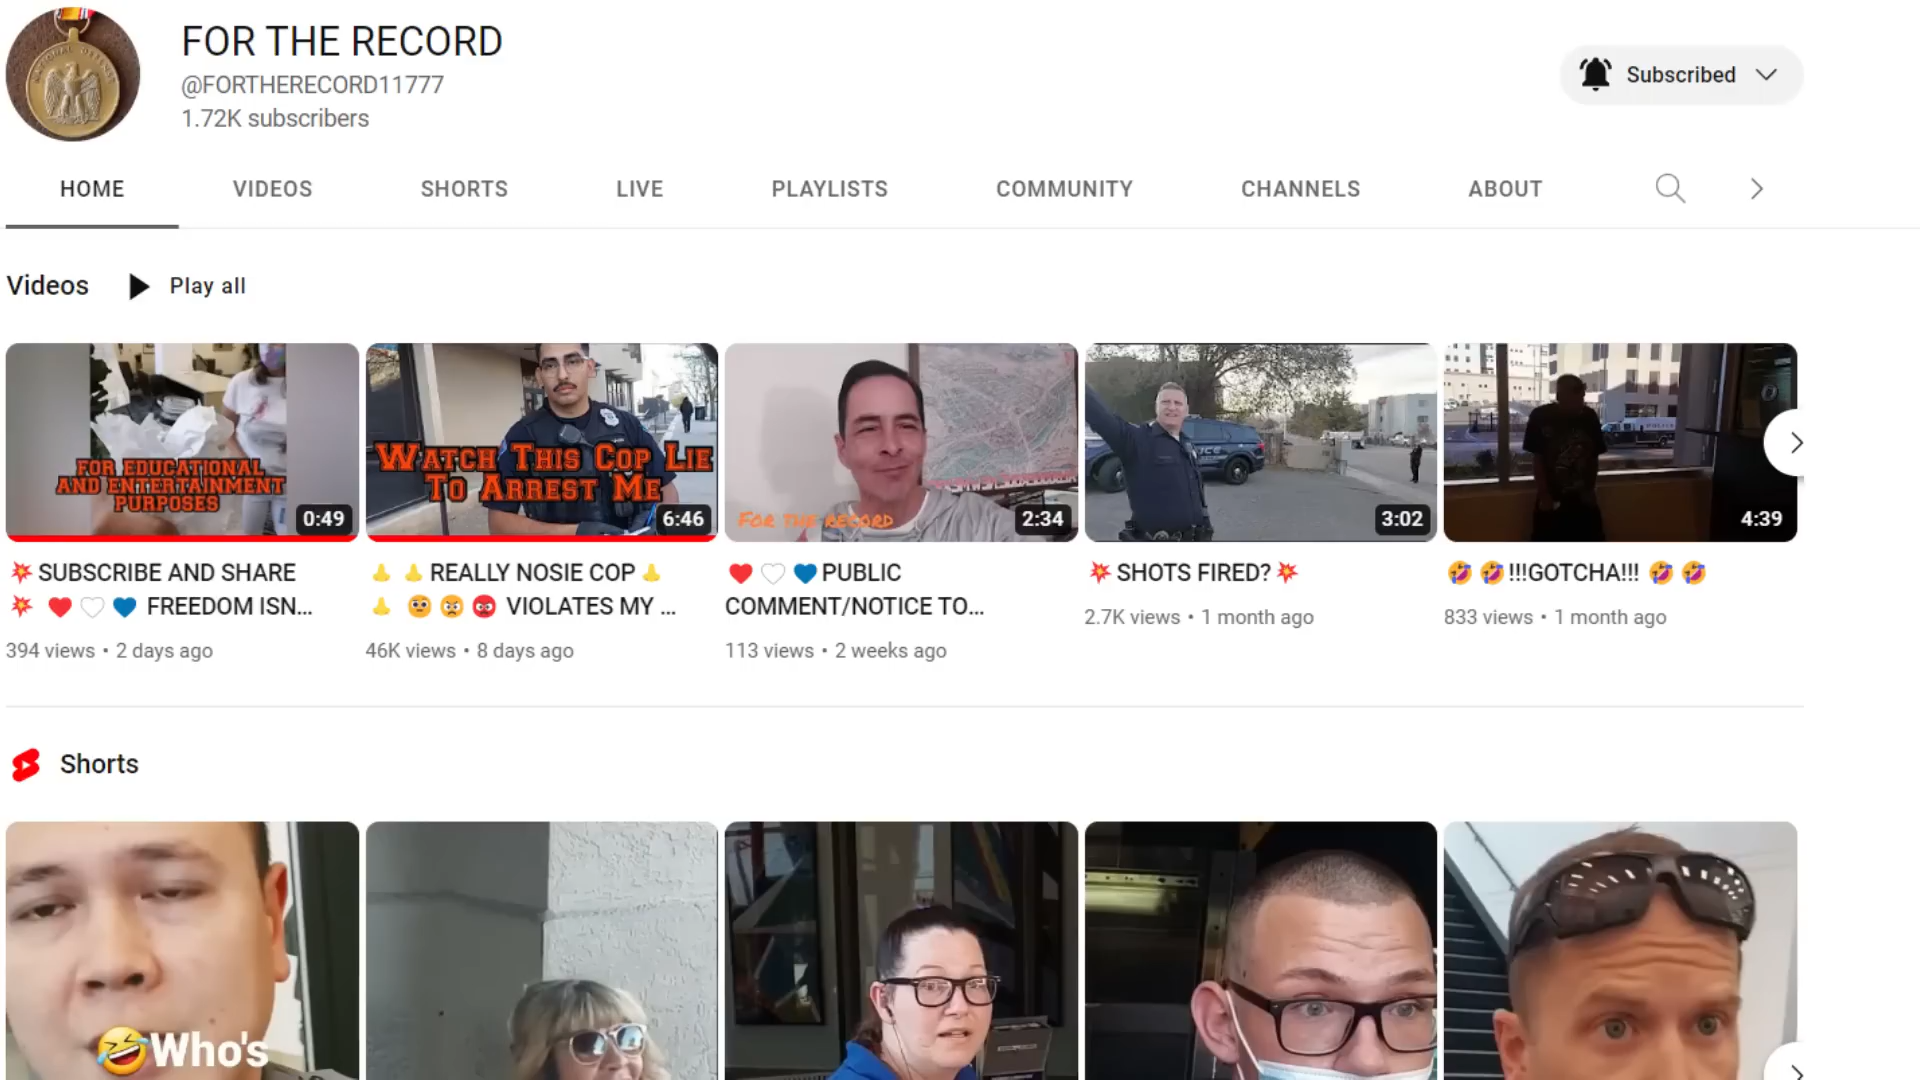 FOR THE RECORD
@FORTHERECORD11777
1.72K subscribers
Subscribed
HOME
VIDEOS
SHORTS
LIVE
PLAYLISTS
COMMUNITY
CHANNELS
ABOUT
Videos
Play all
FOR EDUCATIONAL
AND ENTERTAINMENT
PURPOSES
0:49
WATCH THIS COP LIE
TO ARREST ME
6:46
FOR THE RECORD
2:34
3:02
4:39
💥 SUBSCRIBE AND SHARE
💥 ❤️ 🤍 💙 FREEDOM ISN...
394 views • 2 days ago
👃 👃 REALLY NOSIE COP 👃
👃 😳 😠 😡 VIOLATES MY ...
46K views • 8 days ago
❤️ 🤍 💙 PUBLIC
COMMENT/NOTICE TO...
113 views • 2 weeks ago
💥 SHOTS FIRED? 💥
2.7K views • 1 month ago
🤣 🤣 !!!GOTCHA!!! 🤣 🤣
833 views • 1 month ago
Shorts
😂Who's